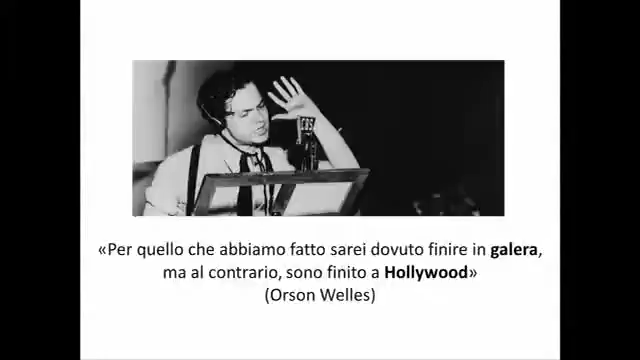 «Per quello che abbiamo fatto sarei dovuto finire in galera,
ma al contrario, sono finito a Hollywood»
(Orson Welles)